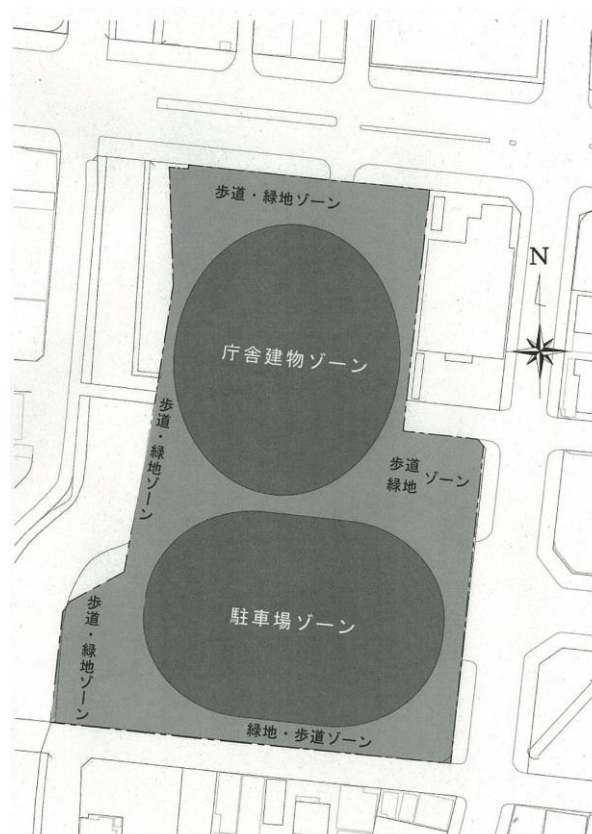 歩道・緑地ゾーン
N
庁舎建物ゾーン
歩道・緑地ゾーン
歩道
緑地 ゾーン
駐車場ゾーン
歩道・緑地ゾーン
緑地・歩道ゾーン